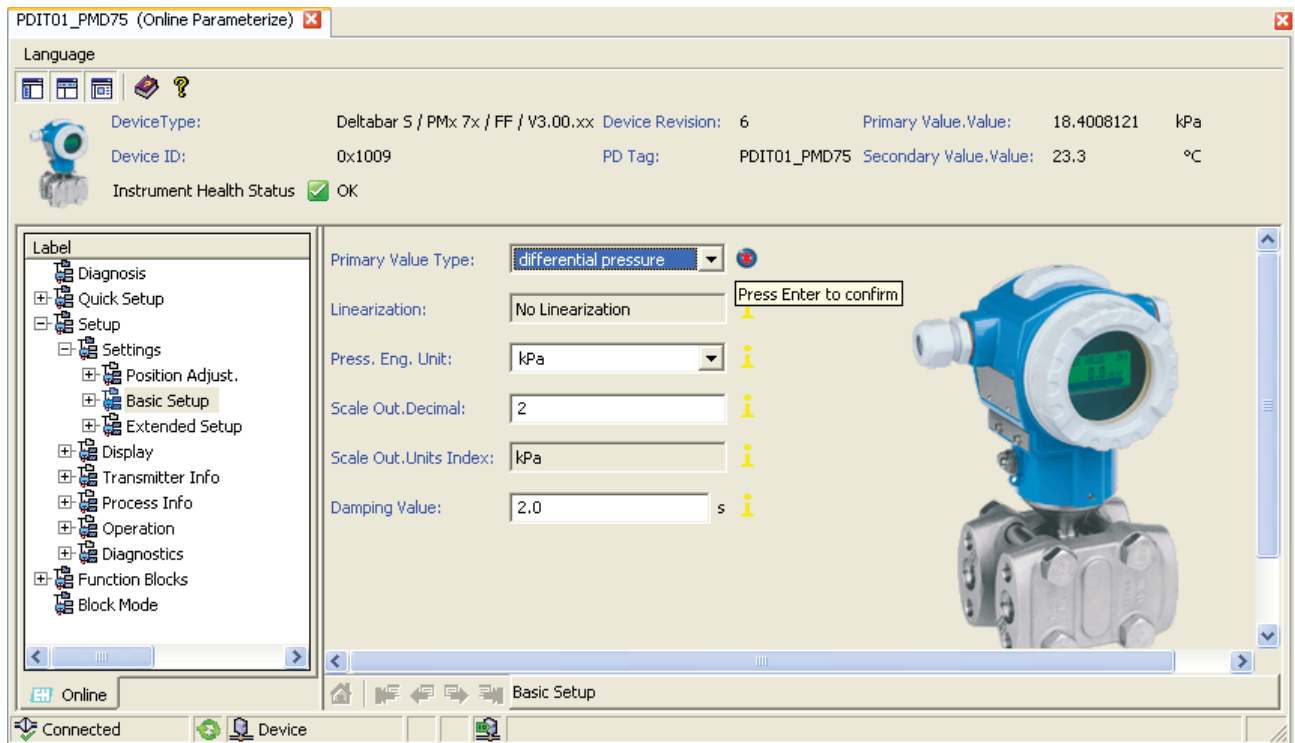 PDIT01_PMD75 (Online Parameterize)
Language
DeviceType: Deltabar S / PMx 7x / FF / V3.00.xx Device Revision: 6 Primary Value.Value: 18.4008121 kPa
Device ID: 0x1009 PD Tag: PDIT01_PMD75 Secondary Value.Value: 23.3 °C
Instrument Health Status OK
Label
Diagnosis
Quick Setup
Setup
Settings
Position Adjust.
Basic Setup
Extended Setup
Display
Transmitter Info
Process Info
Operation
Diagnostics
Function Blocks
Block Mode
Online
Primary Value Type: differential pressure
Press Enter to confirm
Linearization: No Linearization
Press. Eng. Unit: kPa
Scale Out.Decimal: 2
Scale Out.Units Index: kPa
Damping Value: 2.0 s
Basic Setup
Connected Device